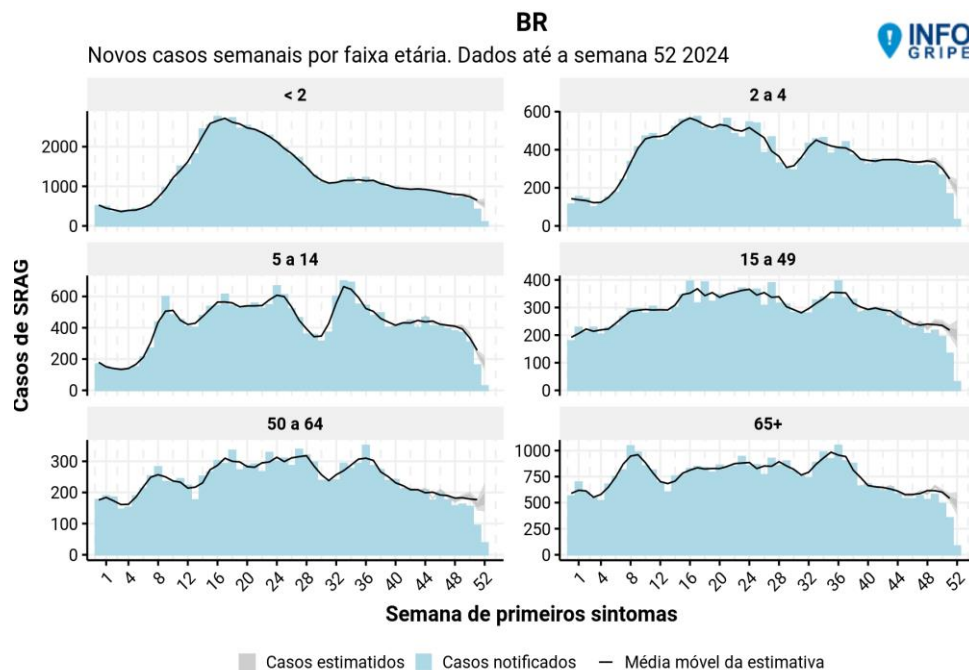 BR
INFO
GRIPE
Novos casos semanais por faixa etária. Dados até a semana 52 2024
Casos de SRAG
< 2
2000
1000
0
2 a 4
600
400
200
0
5 a 14
600
400
200
0
15 a 49
400
300
200
100
0
50 a 64
300
200
100
0
65+
1000
750
500
250
0
1 4 8 12 16 20 24 28 32 36 40 44 48 52
1 4 8 12 16 20 24 28 32 36 40 44 48 52
Semana de primeiros sintomas
Casos estimatidos Casos notificados Média móvel da estimativa